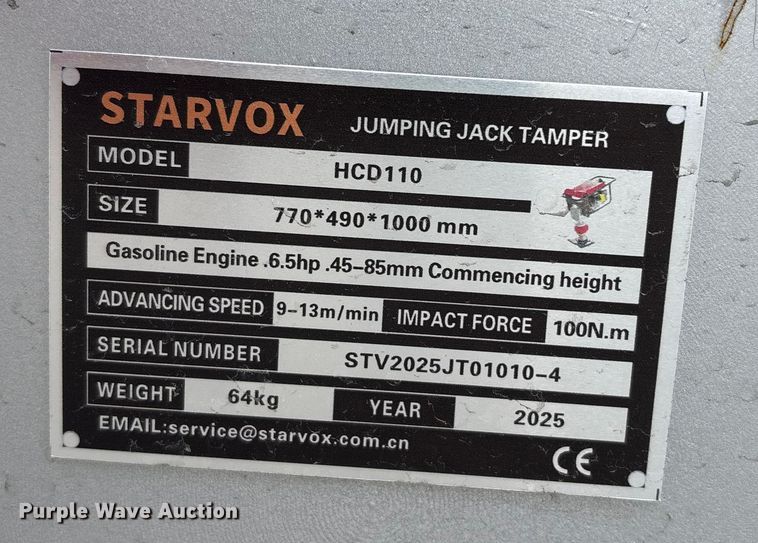 STARVOX JUMPING JACK TAMPER
MODEL HCD110
SIZE 770*490*1000 mm
Gasoline Engine .6.5hp .45-85mm Commencing height
ADVANCING SPEED 9-13m/min IMPACT FORCE 100N.m
SERIAL NUMBER STV2025JT01010-4
WEIGHT 64kg YEAR 2025
EMAIL:service@starvox.com.cn
CE
Purple Wave Auction